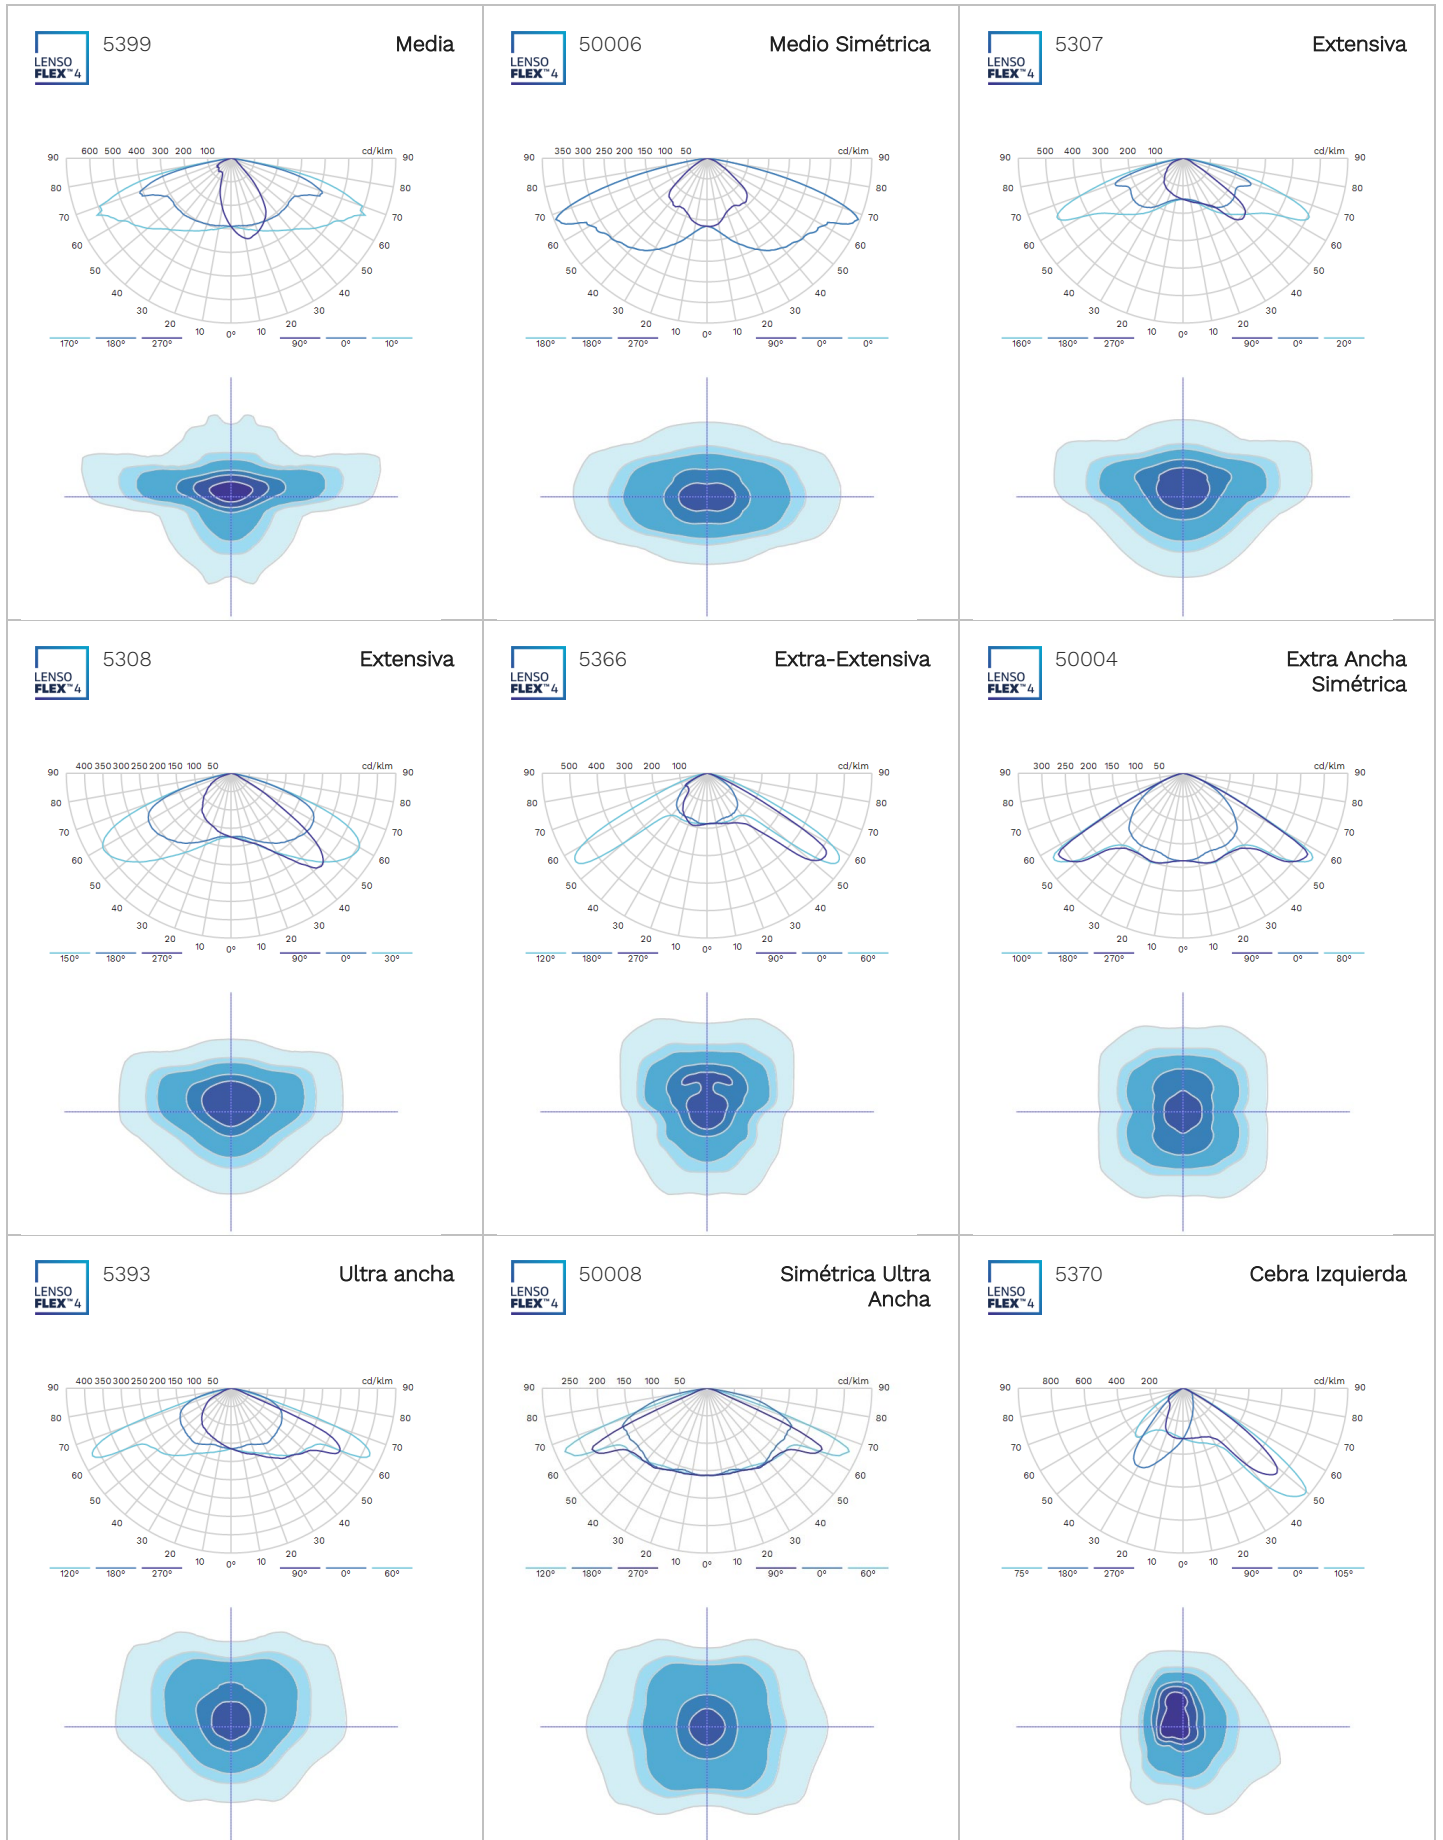 LENSO
FLEX™4
5399
Media
600 500 400 300 200 100 cd/klm
90 90
80 80
70 70
60 60
50 50
40 40
30 30
20 10 0° 10 20
170° 180° 270° 90° 0° 10°
LENSO
FLEX™4
50006
Medio Simétrica
350 300 250 200 150 100 50 cd/klm
90 90
80 80
70 70
60 60
50 50
40 40
30 30
20 10 0° 10 20
180° 180° 270° 90° 0° 0°
LENSO
FLEX™4
5307
Extensiva
500 400 300 200 100 cd/klm
90 90
80 80
70 70
60 60
50 50
40 40
30 30
20 10 0° 10 20
160° 180° 270° 90° 0° 20°
LENSO
FLEX™4
5308
Extensiva
400 350 300 250 200 150 100 50 cd/klm
90 90
80 80
70 70
60 60
50 50
40 40
30 30
20 10 0° 10 20
150° 180° 270° 90° 0° 30°
LENSO
FLEX™4
5366
Extra-Extensiva
500 400 300 200 100 cd/klm
90 90
80 80
70 70
60 60
50 50
40 40
30 30
20 10 0° 10 20
120° 180° 270° 90° 0° 60°
LENSO
FLEX™4
50004
Extra Ancha
Simétrica
300 250 200 150 100 50 cd/klm
90 90
80 80
70 70
60 60
50 50
40 40
30 30
20 10 0° 10 20
100° 180° 270° 90° 0° 80°
LENSO
FLEX™4
5393
Ultra ancha
400 350 300 250 200 150 100 50 cd/klm
90 90
80 80
70 70
60 60
50 50
40 40
30 30
20 10 0° 10 20
120° 180° 270° 90° 0° 60°
LENSO
FLEX™4
50008
Simétrica Ultra
Ancha
250 200 150 100 50 cd/klm
90 90
80 80
70 70
60 60
50 50
40 40
30 30
20 10 0° 10 20
120° 180° 270° 90° 0° 60°
LENSO
FLEX™4
5370
Cebra Izquierda
800 600 400 200 cd/klm
90 90
80 80
70 70
60 60
50 50
40 40
30 30
20 10 0° 10 20
75° 180° 270° 90° 0° 105°